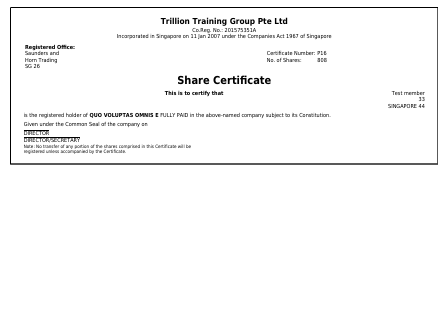 Trillion Training Group Pte Ltd
Co.Reg. No.: 201575351A
Incorporated in Singapore on 11 Jan 2007 under the Companies Act 1967 of Singapore
Registered Office:
Saunders and
Horn Trading
SG 26
Certificate Number: P16
No. of Shares: 808
Share Certificate
This is to certify that
Test member
33
SINGAPORE 44
is the registered holder of QUO VOLUPTAS OMNIS E FULLY PAID in the above-named company subject to its Constitution.
Given under the Common Seal of the company on
DIRECTOR
DIRECTOR/SECRETARY
Note: No transfer of any portion of the shares comprised in this Certificate will be
registered unless accompanied by the Certificate.